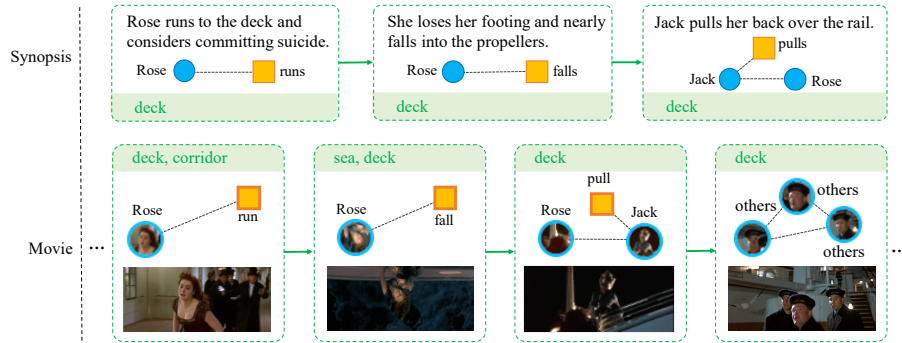 Synopsis
Rose runs to the deck and
considers committing suicide.
Rose
runs
deck
She loses her footing and nearly
falls into the propellers.
Rose
falls
deck
Jack pulls her back over the rail.
pulls
Jack
Rose
deck
Movie
...
deck, corridor
Rose
run
sea, deck
Rose
fall
deck
pull
Rose
Jack
deck
others
others
others
...